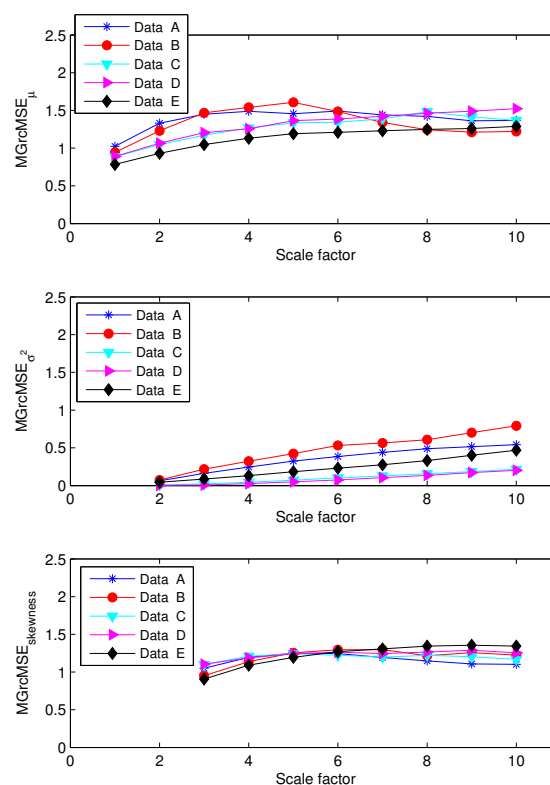 Data A
Data B
Data C
Data D
Data E
MGrcMSE_μ
2.5
2
1.5
1
0.5
0
0 2 4 6 8 10
Scale factor
Data A
Data B
Data C
Data D
Data E
MGrcMSE_σ²
2.5
2
1.5
1
0.5
0
0 2 4 6 8 10
Scale factor
Data A
Data B
Data C
Data D
Data E
MGrcMSE_skewness
2.5
2
1.5
1
0.5
0
0 2 4 6 8 10
Scale factor